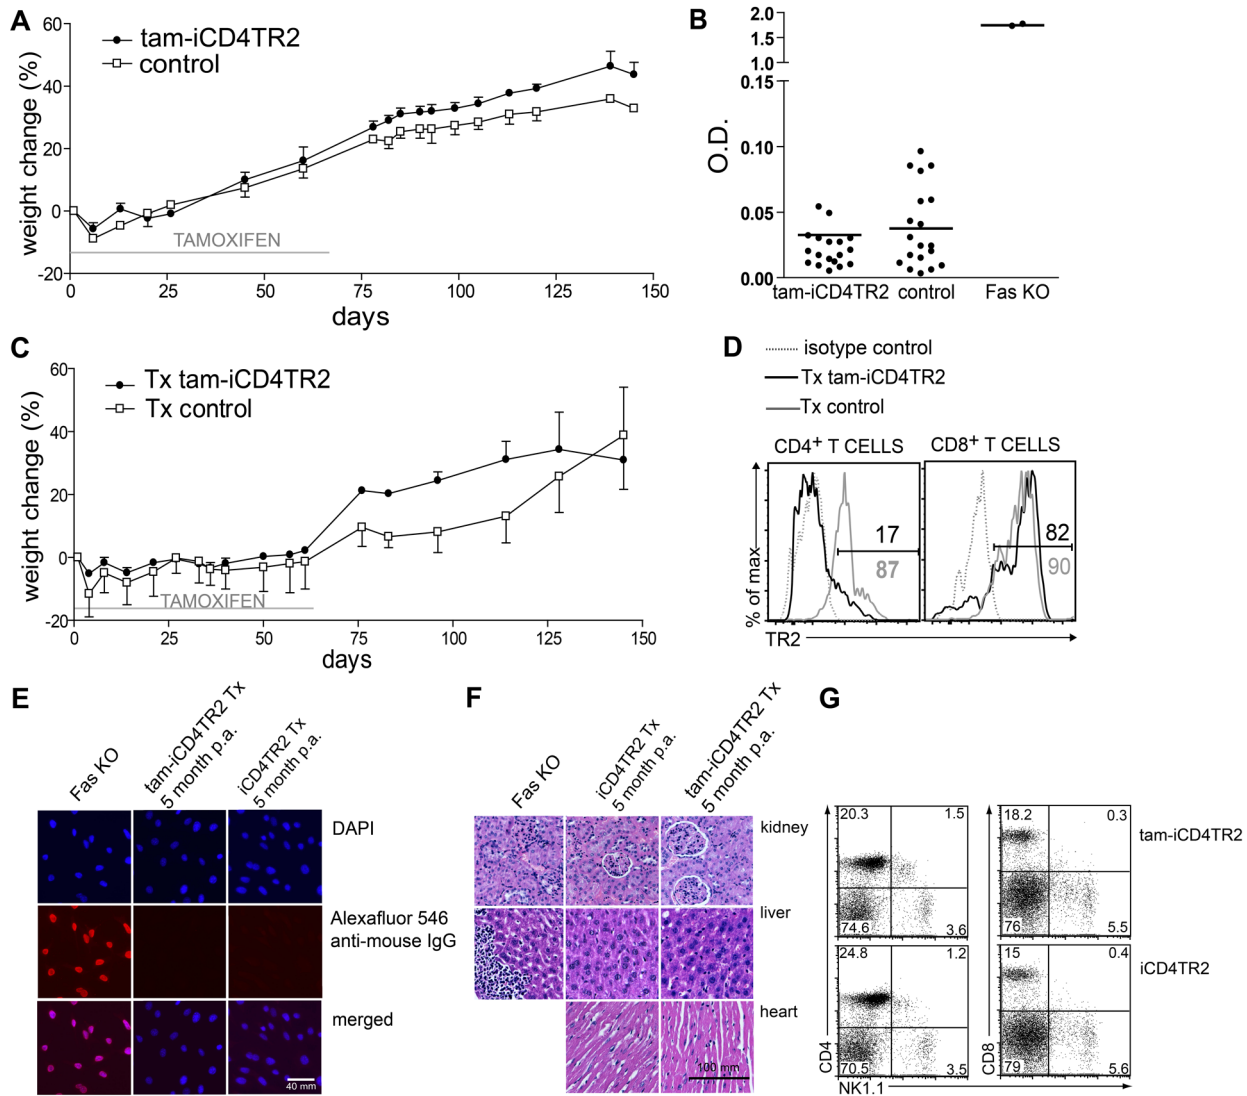 A
60
40
20
0
-20
weight change (%)
tam-iCD4TR2
control
TAMOXIFEN
0 25 50 75 100 125 150
days
B
2.0
1.5
1.0
0.15
0.10
0.05
0.00
O.D.
tam-iCD4TR2 control Fas KO
C
60
40
20
0
-20
weight change (%)
Tx tam-iCD4TR2
Tx control
TAMOXIFEN
0 25 50 75 100 125 150
days
D
isotype control
Tx tam-iCD4TR2
Tx control
CD4+ T CELLS CD8+ T CELLS
17
87
82
90
% of max
TR2
E
Fas KO
tam-iCD4TR2 Tx
5 month p.a.
iCD4TR2 Tx
5 month p.a.
DAPI
Alexafluor 546
anti-mouse IgG
merged
40 mm
F
Fas KO
iCD4TR2 Tx
5 month p.a.
tam-iCD4TR2 Tx
5 month p.a.
kidney
liver
heart
100 mm
G
20.3 1.5
74.6 3.6
18.2 0.3
76 5.5
tam-iCD4TR2
24.8 1.2
70.5 3.5
15 0.4
79 5.6
iCD4TR2
CD4
CD8
NK1.1